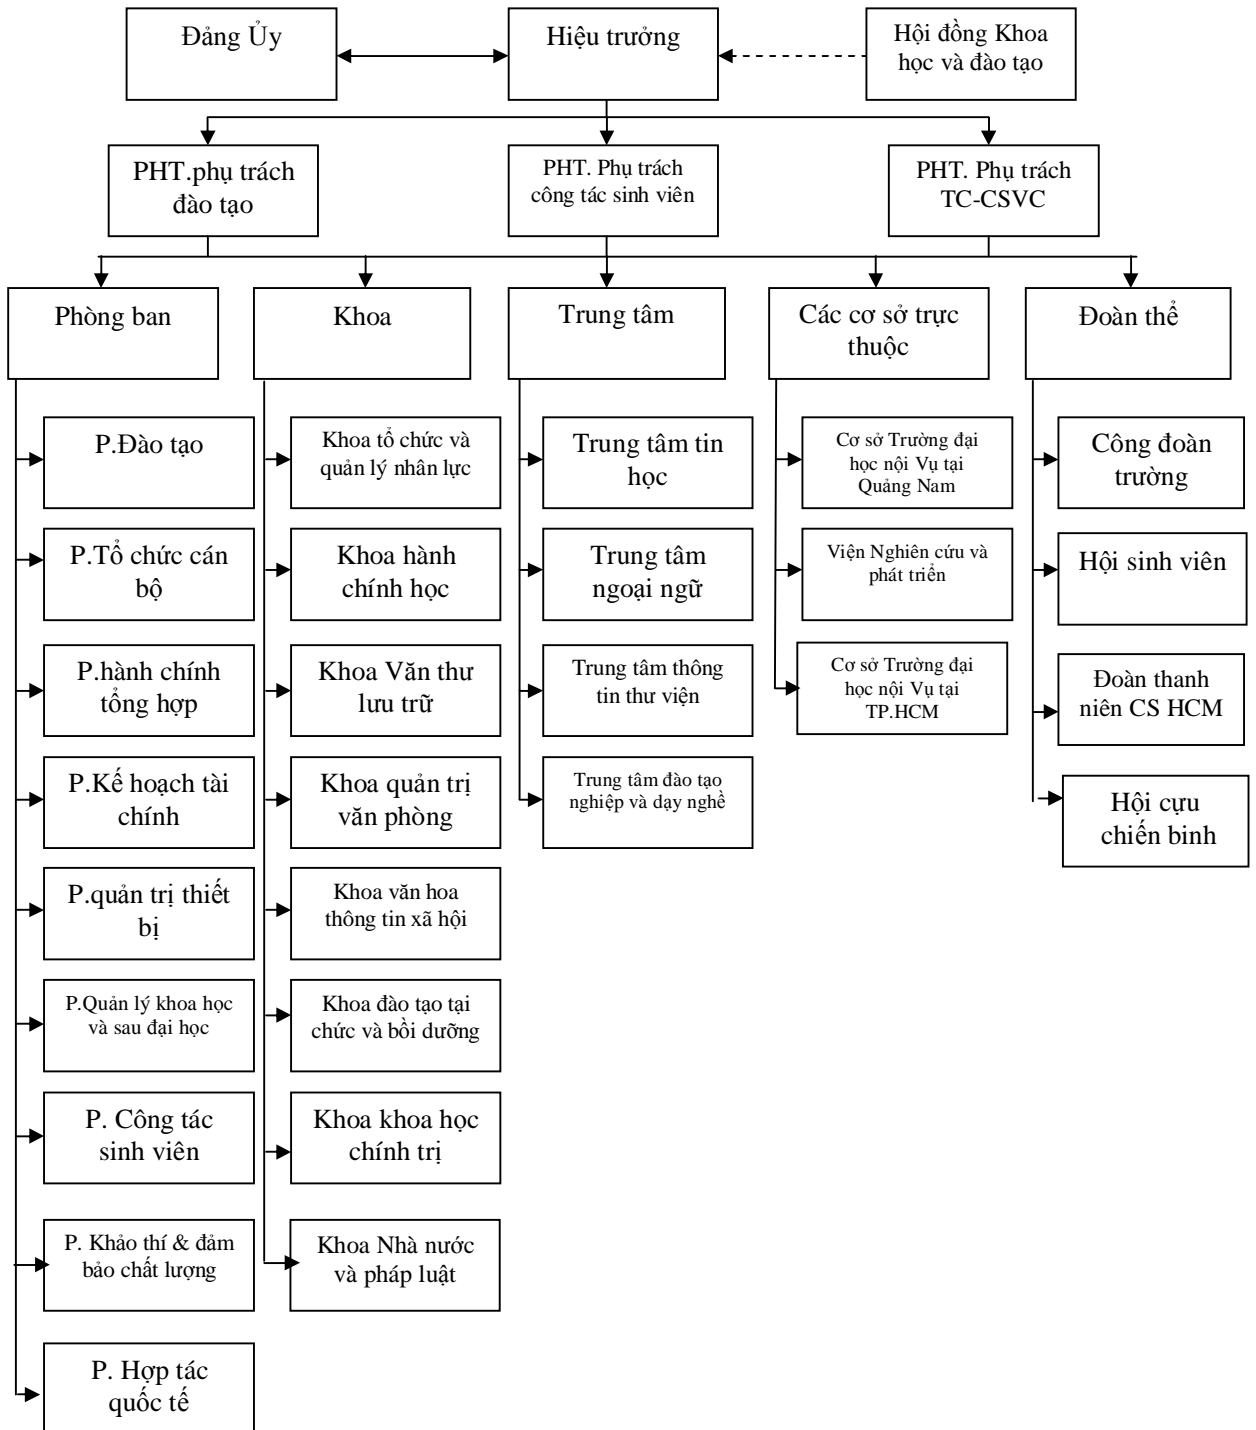 Đảng Ủy
Hiệu trưởng
Hội đồng Khoa
học và đào tạo
PHT.phụ trách
đào tạo
PHT. Phụ trách
công tác sinh viên
PHT. Phụ trách
TC-CSVC
Phòng ban
Khoa
Trung tâm
Các cơ sở trực
thuộc
Đoàn thể
P.Đào tạo
P.Tổ chức cán
bộ
P.hành chính
tổng hợp
P.Kế hoạch tài
chính
P.quản trị thiết
bị
P.Quản lý khoa học
và sau đại học
P. Công tác
sinh viên
P. Khảo thí & đảm
bảo chất lượng
P. Hợp tác
quốc tế
Khoa tổ chức và
quản lý nhân lực
Khoa hành
chính học
Khoa Văn thư
lưu trữ
Khoa quản trị
văn phòng
Khoa văn hoa
thông tin xã hội
Khoa đào tạo tại
chức và bồi dưỡng
Khoa khoa học
chính trị
Khoa Nhà nước
và pháp luật
Trung tâm tin
học
Trung tâm
ngoại ngữ
Trung tâm thông
tin thư viện
Trung tâm đào tạo
nghiệp và dạy nghề
Cơ sở Trường đại
học nội Vụ tại
Quảng Nam
Viện Nghiên cứu và
phát triển
Cơ sở Trường đại
học nội Vụ tại
TP.HCM
Công đoàn
trường
Hội sinh viên
Đoàn thanh
niên CS HCM
Hội cựu
chiến binh